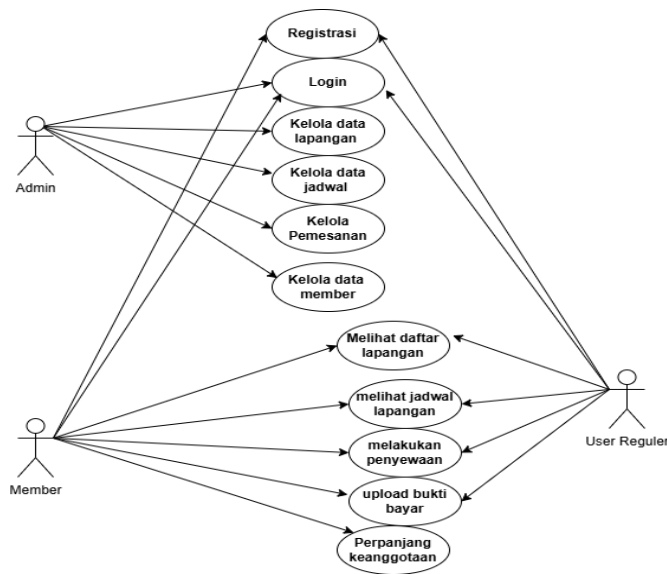 Registrasi
Login
Kelola data
lapangan
Kelola data
jadwal
Kelola
Pemesanan
Kelola data
member
Admin
Melihat daftar
lapangan
melihat jadwal
lapangan
melakukan
penyewaan
upload bukti
bayar
Perpanjang
keanggotaan
User Reguler
Member